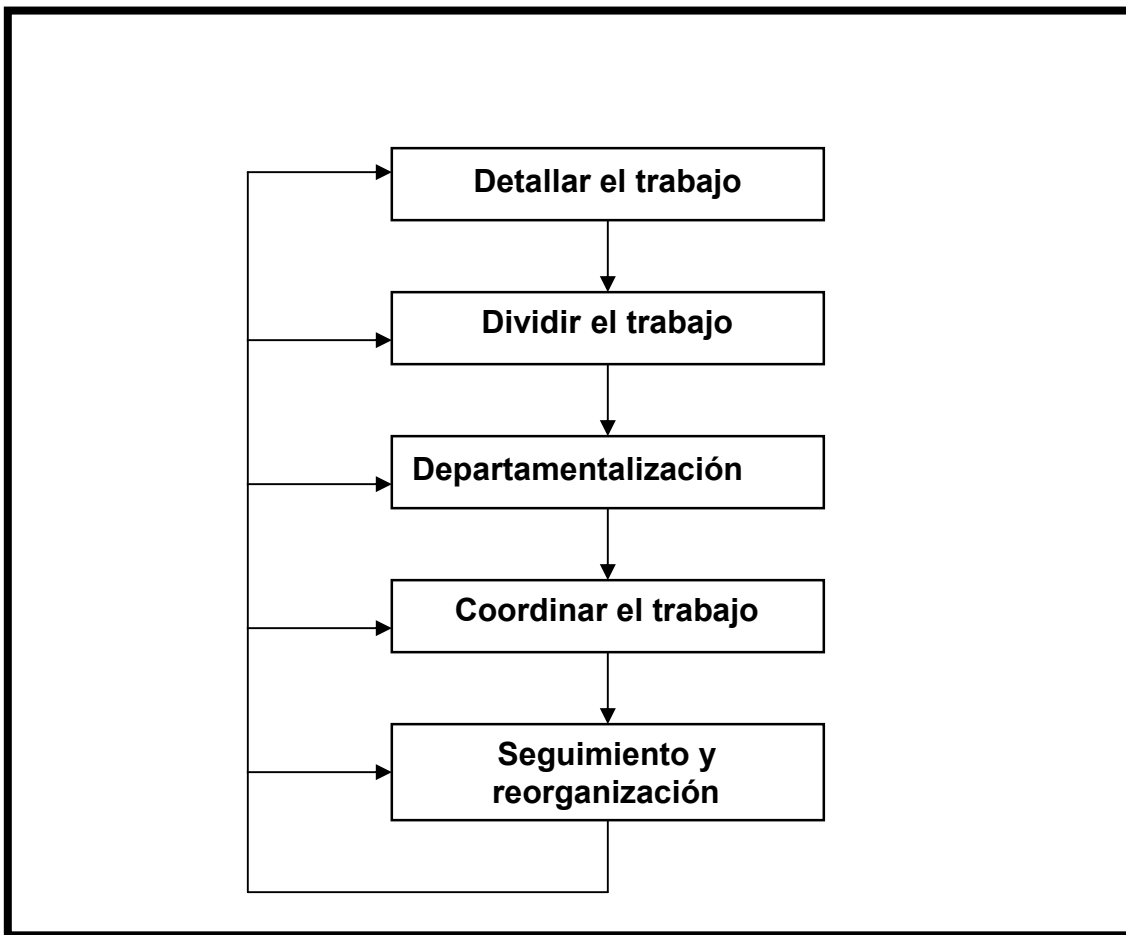 Detallar el trabajo
Dividir el trabajo
Departamentalización
Coordinar el trabajo
Seguimiento y
reorganización